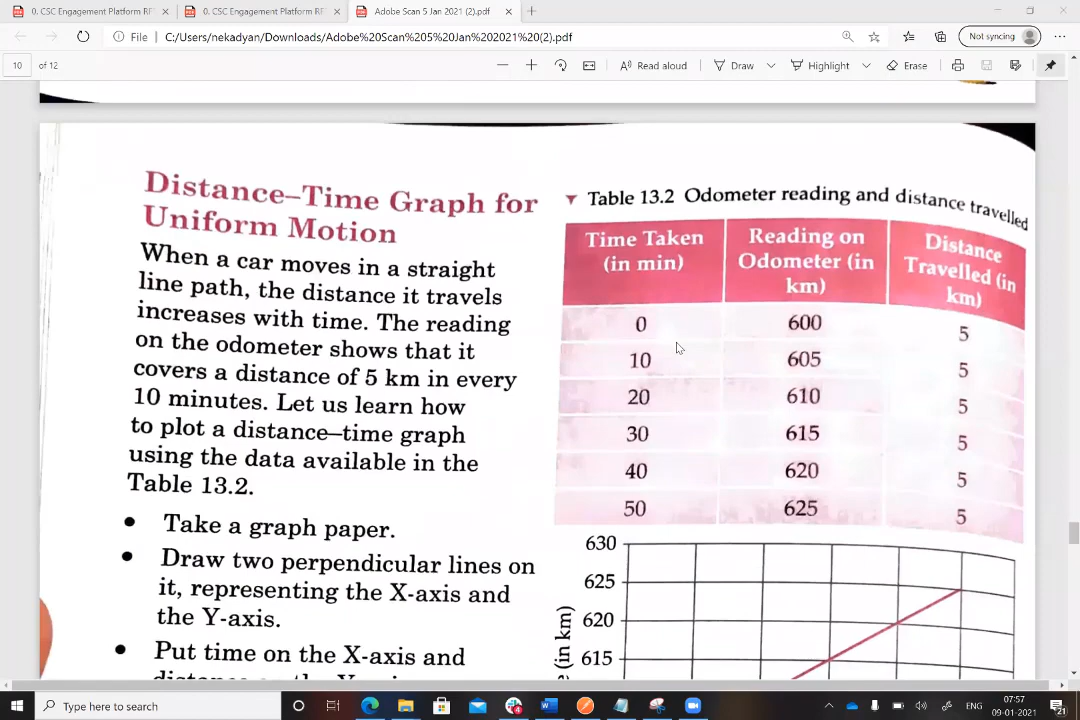 0. CSC Engagement Platform RF
0. CSC Engagement Platform RF
Adobe Scan 5 Jan 2021 (2).pdf
File
C:/Users/nekadyan/Downloads/Adobe%20Scan%205%20Jan%202021%20(2).pdf
Not syncing
10 of 12
Read aloud
Draw
Highlight
Erase
Distance–Time Graph for
Uniform Motion
When a car moves in a straight
line path, the distance it travels
increases with time. The reading
on the odometer shows that it
covers a distance of 5 km in every
10 minutes. Let us learn how
to plot a distance–time graph
using the data available in the
Table 13.2.
• Take a graph paper.
• Draw two perpendicular lines on
it, representing the X-axis and
the Y-axis.
• Put time on the X-axis and
▼ Table 13.2 Odometer reading and distance travelled
Time Taken (in min) Reading on Odometer (in km) Distance Travelled (in km)
0 600 5
10 605 5
20 610 5
30 615 5
40 620 5
50 625 5
630
625
620
615
(in km)
Type here to search
ENG
07:57
09-01-2021
21